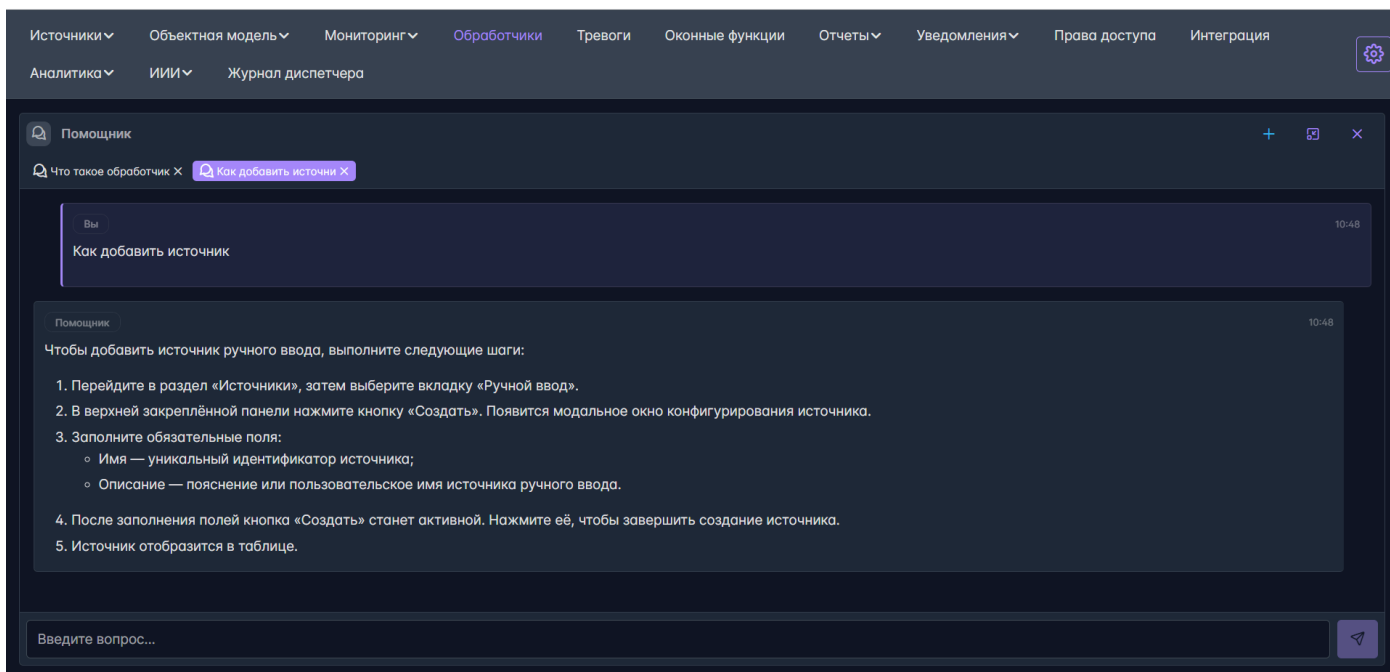 Источники Объектная модель Мониторинг Обработчики Тревоги Оконные функции Отчеты Уведомления Права доступа Интеграция
Аналитика ИИИ Журнал диспетчера
Помощник
Что такое обработчик Как добавить источни
Вы 10:48
Как добавить источник
Помощник 10:48
Чтобы добавить источник ручного ввода, выполните следующие шаги:
1. Перейдите в раздел «Источники», затем выберите вкладку «Ручной ввод».
2. В верхней закреплённой панели нажмите кнопку «Создать». Появится модальное окно конфигурирования источника.
3. Заполните обязательные поля:
◦ Имя — уникальный идентификатор источника;
◦ Описание — пояснение или пользовательское имя источника ручного ввода.
4. После заполнения полей кнопка «Создать» станет активной. Нажмите её, чтобы завершить создание источника.
5. Источник отобразится в таблице.
Введите вопрос...